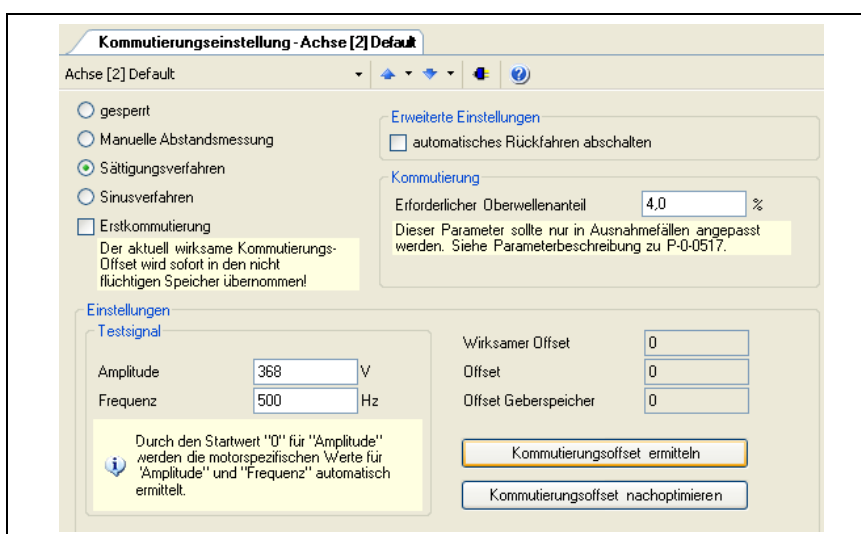 Kommutierungseinstellung - Achse [2] Default
Achse [2] Default
gesperrt
Manuelle Abstandsmessung
Sättigungsverfahren
Sinusverfahren
Erstkommutierung
Der aktuell wirksame Kommutierungs-
Offset wird sofort in den nicht
flüchtigen Speicher übernommen!
Erweiterte Einstellungen
automatisches Rückfahren abschalten
Kommutierung
Erforderlicher Oberwellenanteil 4,0 %
Dieser Parameter sollte nur in Ausnahmefällen angepasst
werden. Siehe Parameterbeschreibung zu P-0-0517.
Einstellungen
Testsignal
Amplitude 368 V
Frequenz 500 Hz
Durch den Startwert "0" für "Amplitude"
werden die motorspezifischen Werte für
"Amplitude" und "Frequenz" automatisch
ermittelt.
Wirksamer Offset 0
Offset 0
Offset Geberspeicher 0
Kommutierungsoffset ermitteln
Kommutierungsoffset nachoptimieren